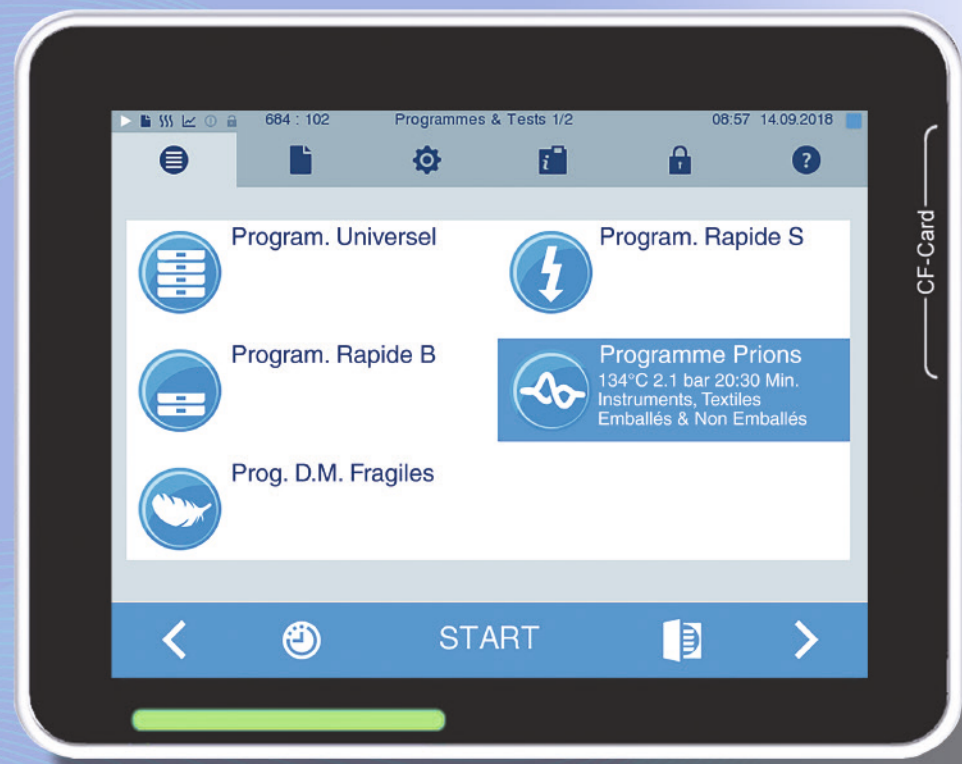 684 : 102
Programmes & Tests 1/2
08:57 14.09.2018
i
?
Program. Universel
Program. Rapide S
Program. Rapide B
Programme Prions
134°C 2.1 bar 20:30 Min.
Instruments, Textiles
Emballés & Non Emballés
Prog. D.M. Fragiles
START
CF-Card